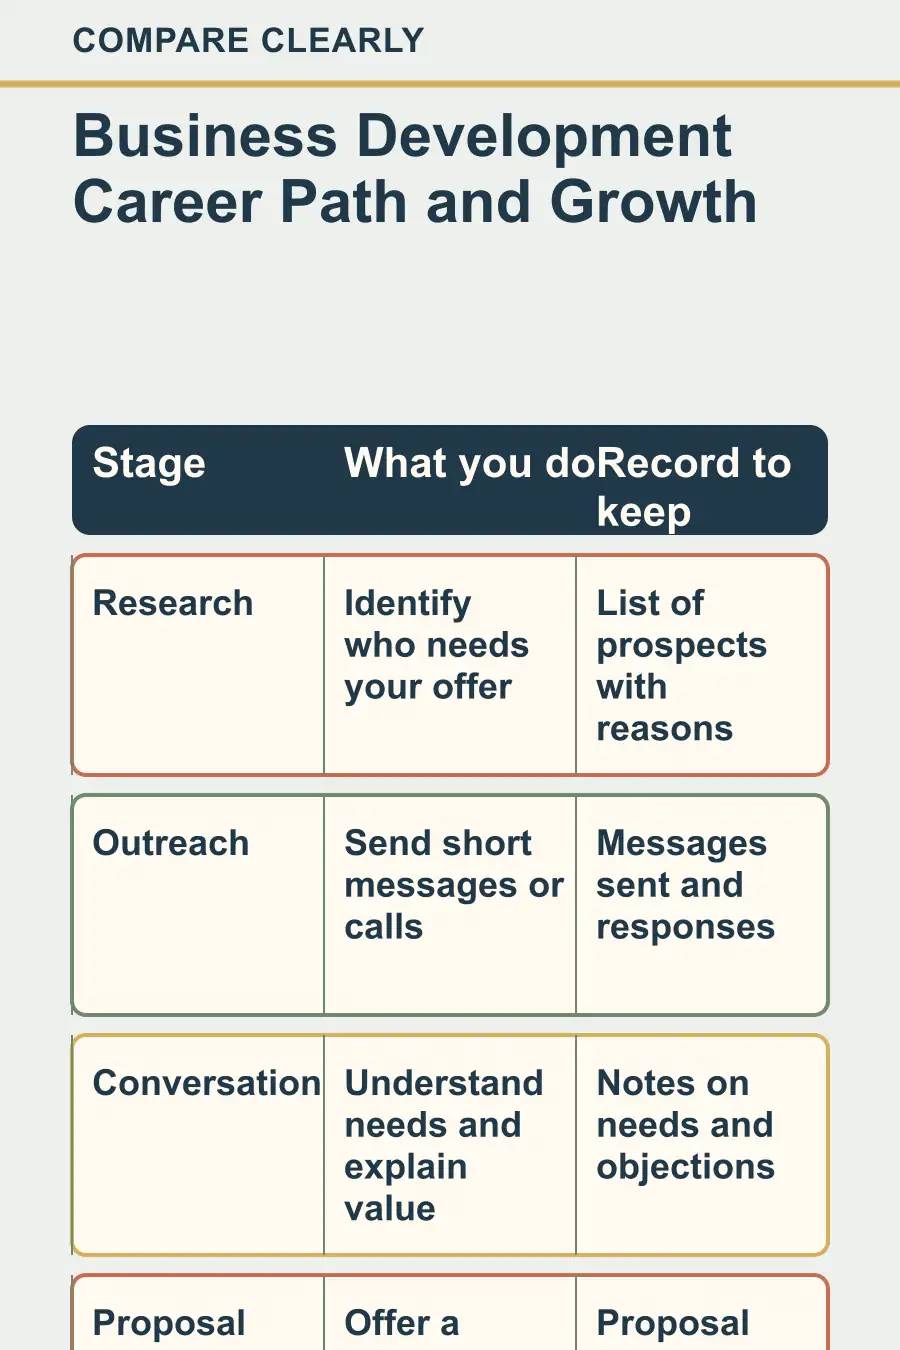 COMPARE CLEARLY
Business Development
Career Path and Growth
Stage
What you do
Record to
keep
Research
Identify
who needs
your offer
List of
prospects
with
reasons
Outreach
Send short
messages or
calls
Messages
sent and
responses
Conversation
Understand
needs and
explain
value
Notes on
needs and
objections
Proposal
Offer a
Proposal